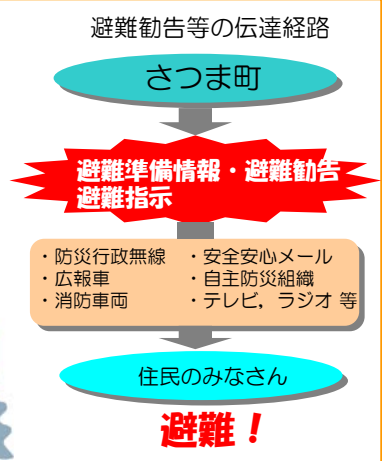 避難勧告等の伝達経路
さつま町
避難準備情報・避難勧告
避難指示
・防災行政無線 ・安全安心メール
・広報車 ・自主防災組織
・消防車両 ・テレビ，ラジオ 等
住民のみなさん
避難！